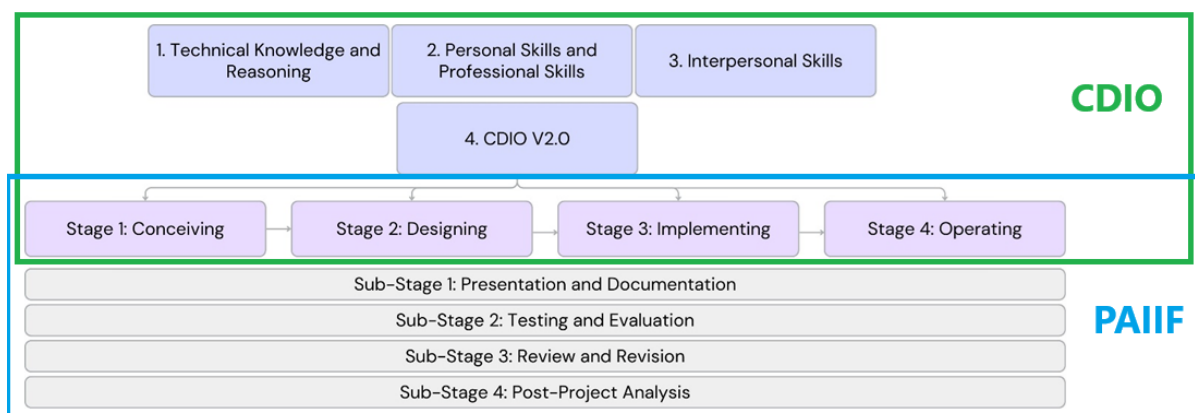 1. Technical Knowledge and
Reasoning
2. Personal Skills and
Professional Skills
3. Interpersonal Skills
CDIO
4. CDIO V2.0
Stage 1: Conceiving
Stage 2: Designing
Stage 3: Implementing
Stage 4: Operating
Sub-Stage 1: Presentation and Documentation
Sub-Stage 2: Testing and Evaluation
PAIIF
Sub-Stage 3: Review and Revision
Sub-Stage 4: Post-Project Analysis